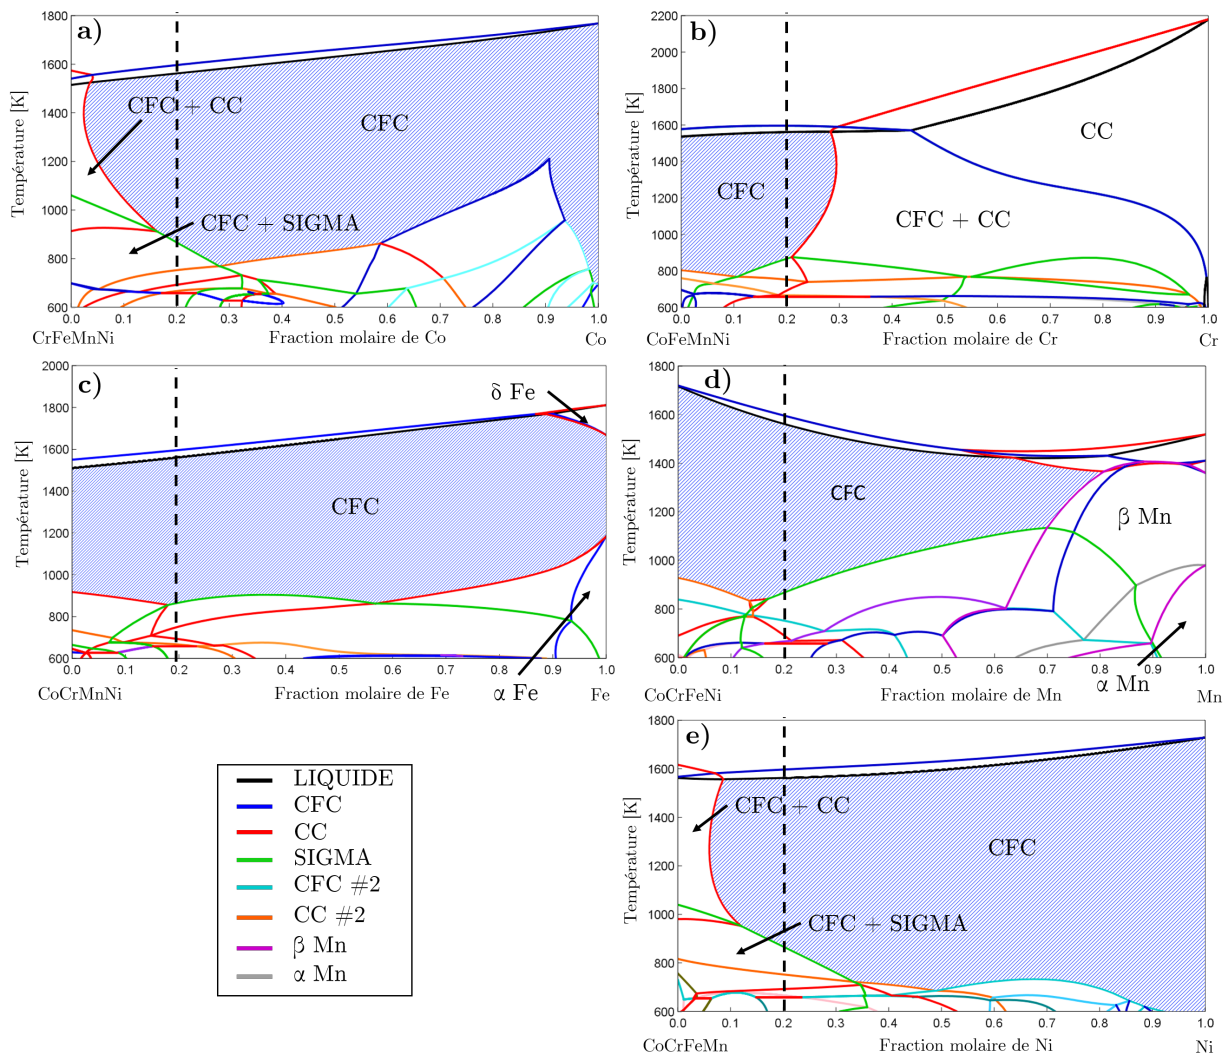 a)
Température [K]
1800
1600
1400
1200
1000
800
600
CFC + CC
CFC
CFC + SIGMA
0.0 0.1 0.2 0.3 0.4 0.5 0.6 0.7 0.8 0.9 1.0
CrFeMnNi Fraction molaire de Co Co
b)
Température [K]
2200
2000
1800
1600
1400
1200
1000
800
600
CC
CFC
CFC + CC
0.0 0.1 0.2 0.3 0.4 0.5 0.6 0.7 0.8 0.9 1.0
CoFeMnNi Fraction molaire de Cr Cr
c)
Température [K]
2000
1800
1600
1400
1200
1000
800
600
δ Fe
CFC
α Fe
0.0 0.1 0.2 0.3 0.4 0.5 0.6 0.7 0.8 0.9 1.0
CoCrMnNi Fraction molaire de Fe Fe
d)
Température [K]
1800
1600
1400
1200
1000
800
600
CFC
β Mn
α Mn
0.0 0.1 0.2 0.3 0.4 0.5 0.6 0.7 0.8 0.9 1.0
CoCrFeNi Fraction molaire de Mn Mn
LIQUIDE
CFC
CC
SIGMA
CFC #2
CC #2
β Mn
α Mn
e)
Température [K]
1800
1600
1400
1200
1000
800
600
CFC + CC
CFC
CFC + SIGMA
0.0 0.1 0.2 0.3 0.4 0.5 0.6 0.7 0.8 0.9 1.0
CoCrFeMn Fraction molaire de Ni Ni